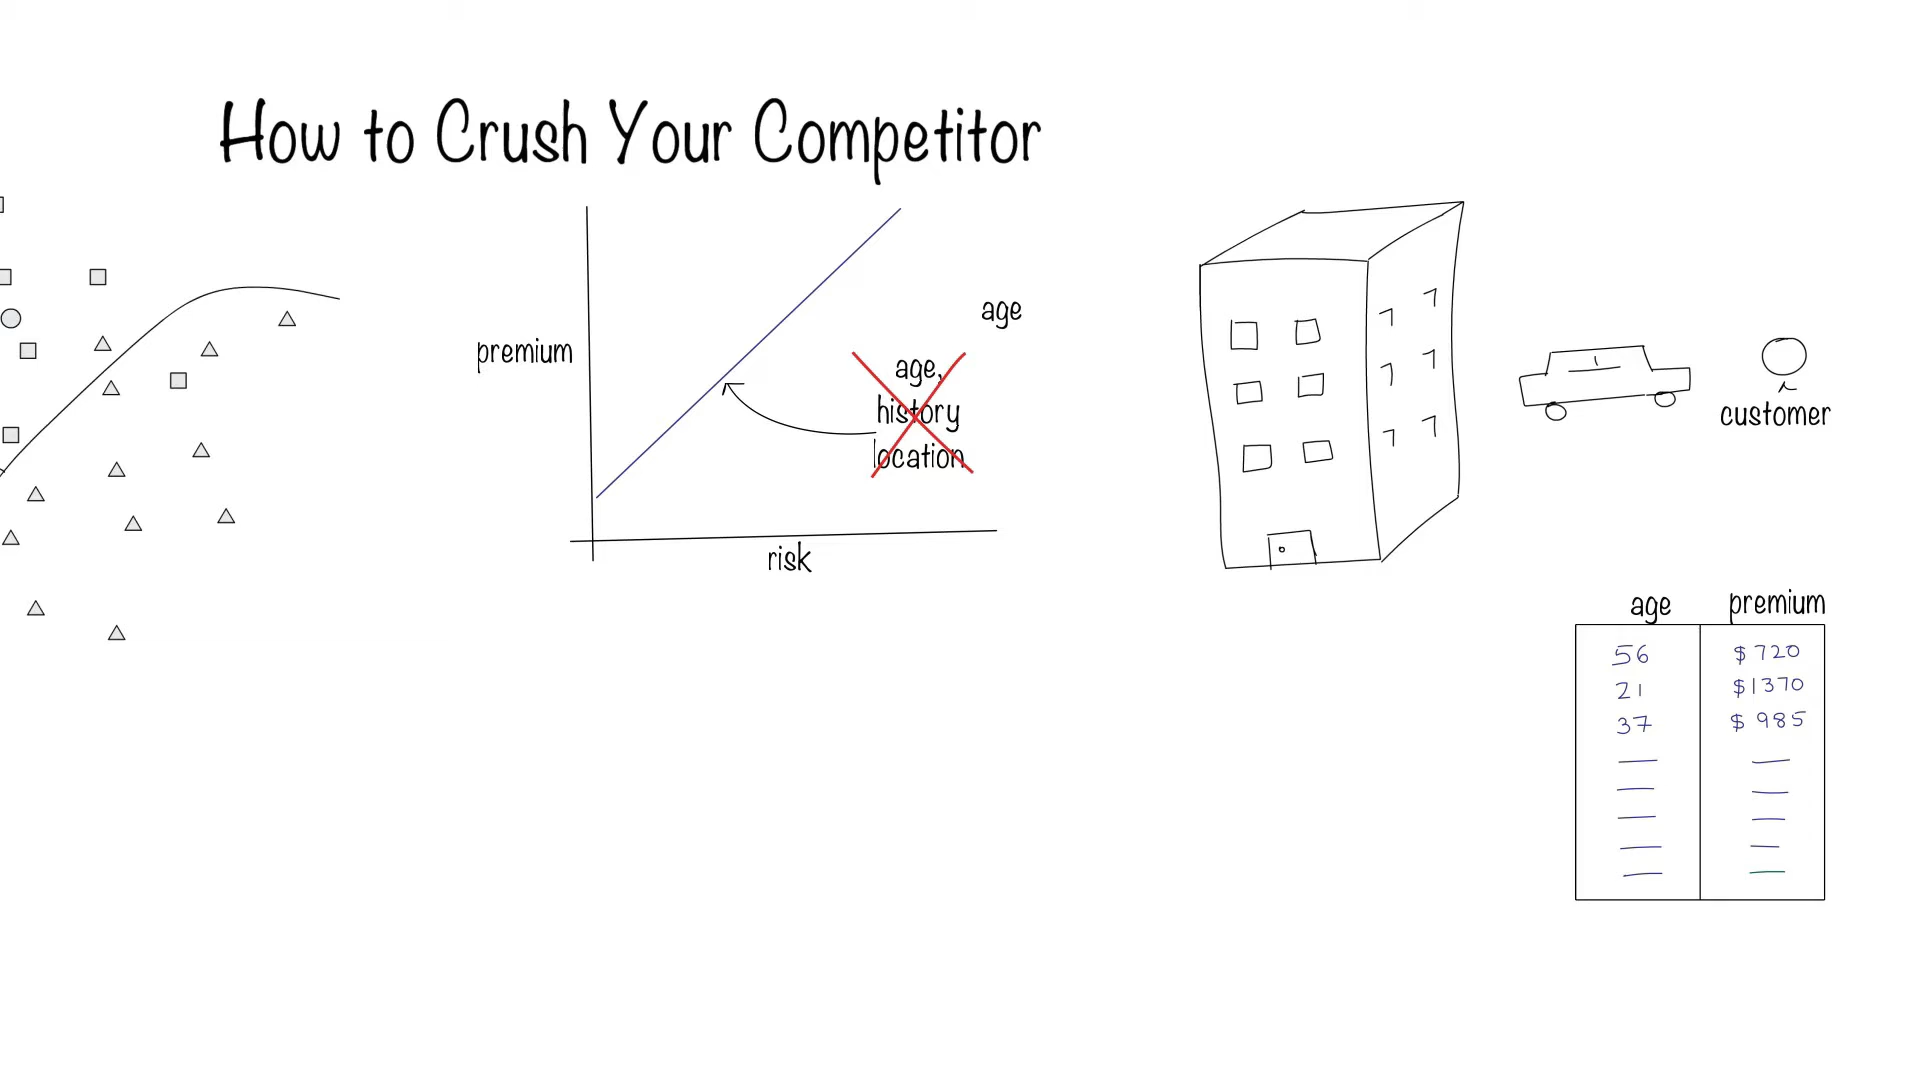 How to Crush Your Competitor
premium
risk
age
age,
history
location
customer
age premium
56 $720
21 $1370
37 $985